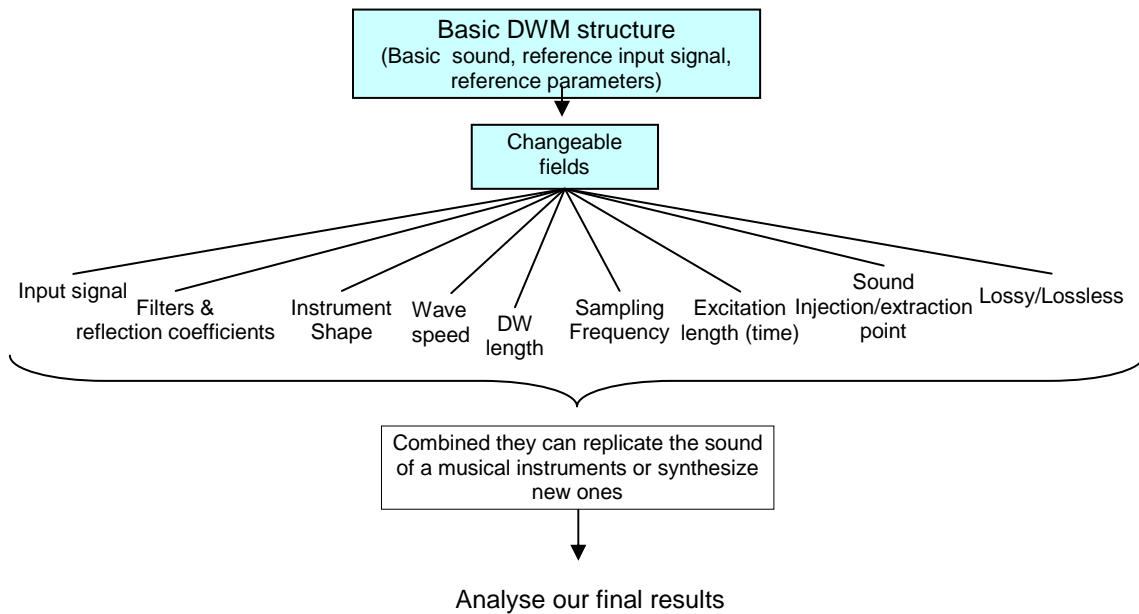 Basic DWM structure
(Basic sound, reference input signal,
reference parameters)
Changeable
fields
Input signal
Filters &
reflection coefficients
Instrument
Shape
Wave
speed
DW
length
Sampling
Frequency
Excitation
length (time)
Sound
Injection/extraction
point
Lossy/Lossless
Combined they can replicate the sound
of a musical instruments or synthesize
new ones
Analyse our final results